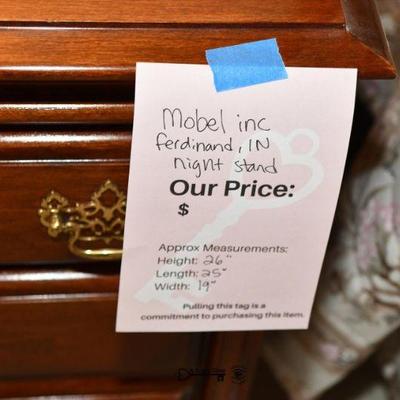 Mobel inc
ferdinand, IN
night stand
Our Price:
$
Approx Measurements:
Height: 26"
Length: 25"
Width: 19"
Pulling this tag is a
commitment to purchasing this item.